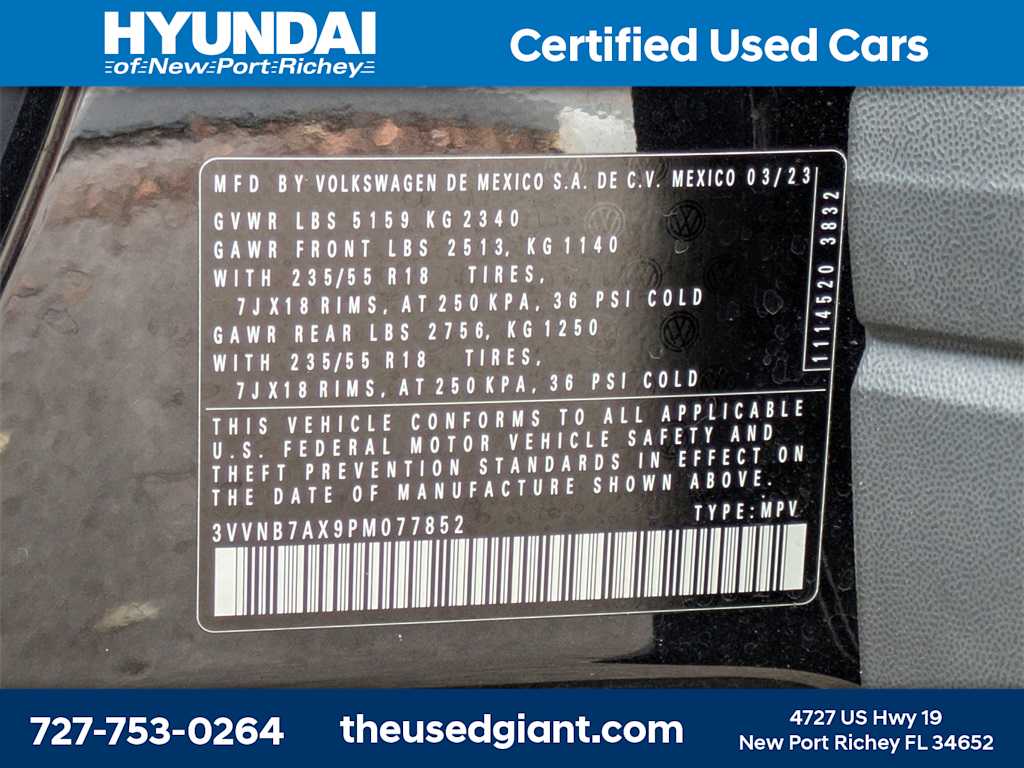 HYUNDAI
of New Port Richey
Certified Used Cars
MFD BY VOLKSWAGEN DE MEXICO S.A. DE C.V. MEXICO 03/23
GVWR LBS 5159 KG 2340
GAWR FRONT LBS 2513, KG 1140
WITH 235/55 R18 TIRES,
7JX18 RIMS, AT 250 KPA, 36 PSI COLD
GAWR REAR LBS 2756, KG 1250
WITH 235/55 R18 TIRES,
7JX18 RIMS, AT 250 KPA, 36 PSI COLD
1114520 3832
THIS VEHICLE CONFORMS TO ALL APPLICABLE
U.S. FEDERAL MOTOR VEHICLE SAFETY AND
THEFT PREVENTION STANDARDS IN EFFECT ON
THE DATE OF MANUFACTURE SHOWN ABOVE.
3VVNB7AX9PM077852
TYPE: MPV
727-753-0264
theusedgiant.com
4727 US Hwy 19
New Port Richey FL 34652